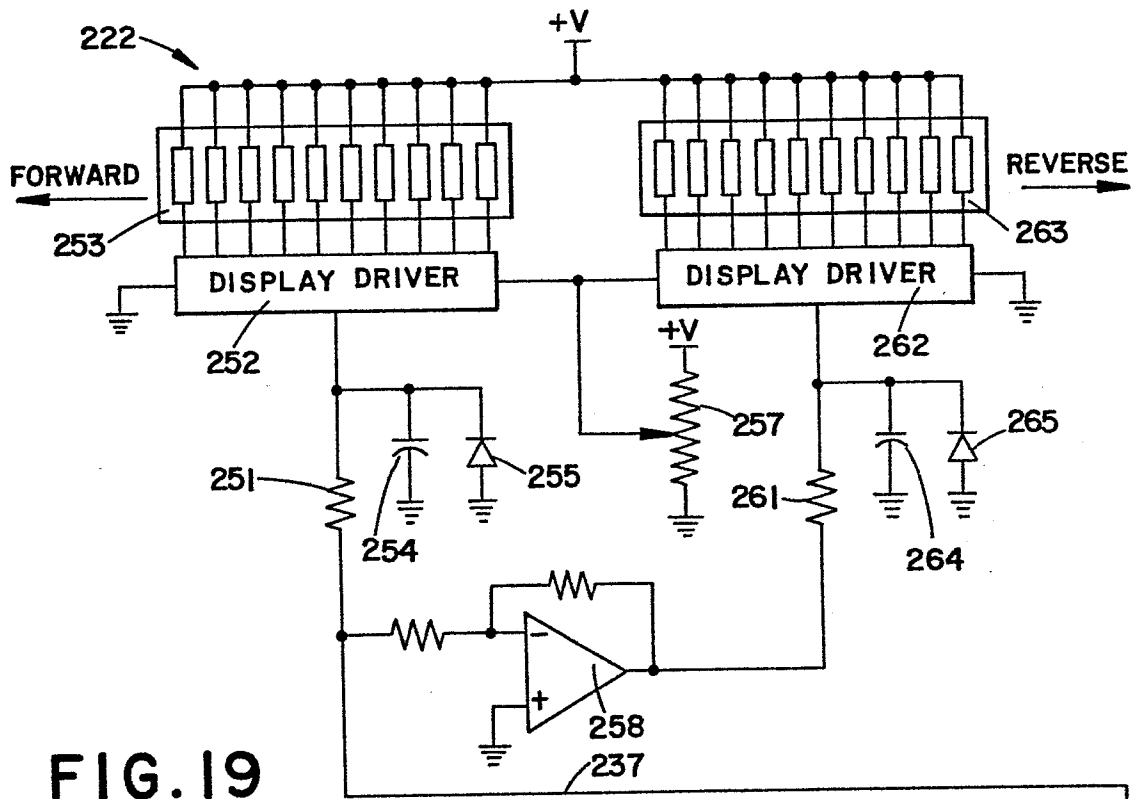 +V
222
FORWARD
REVERSE
253
263
DISPLAY DRIVER
DISPLAY DRIVER
252
+V
262
257
265
251
255
261
254
264
-
+
258
FIG.19
237